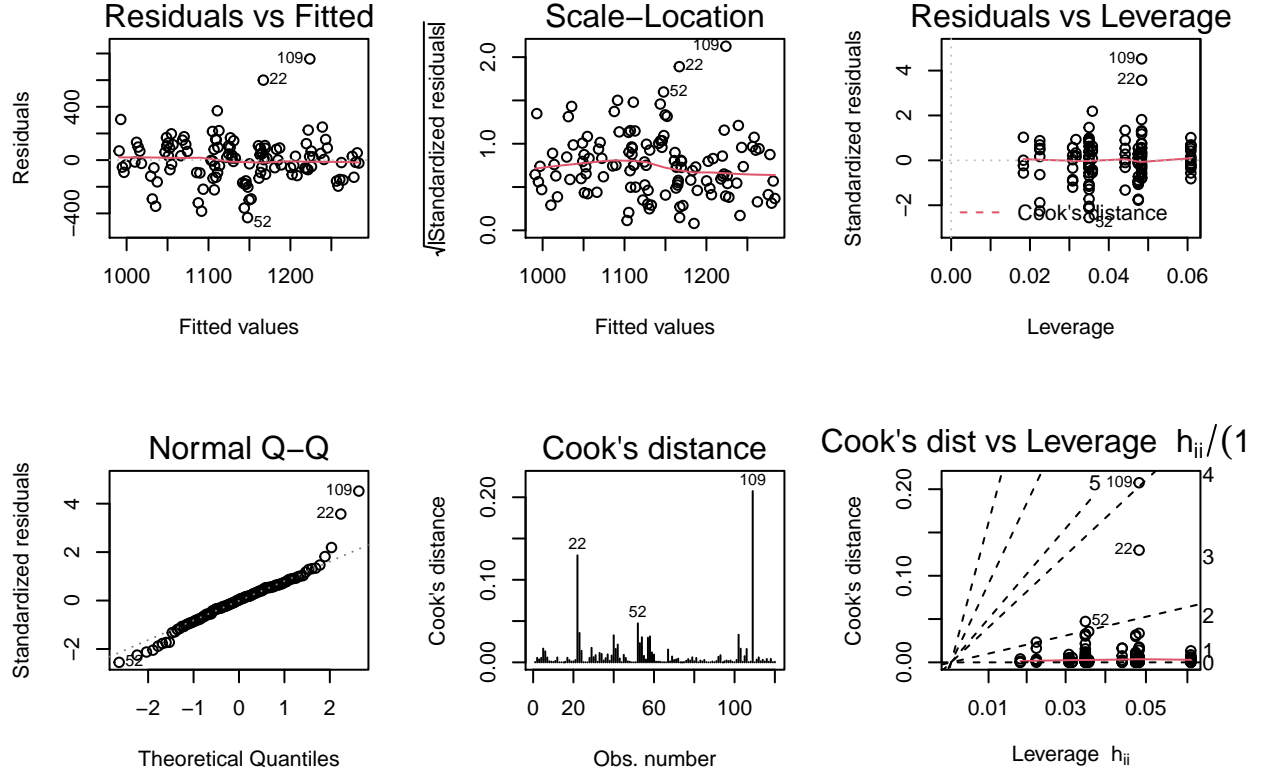 Residuals vs Fitted
Residuals
400
0
−400
109
22
52
1000 1100 1200
Fitted values
Scale−Location
√|Standardized residuals|
2.0
1.0
0.0
109
22
52
1000 1100 1200
Fitted values
Residuals vs Leverage
Standardized residuals
4
2
0
−2
109
22
52
Cook's distance
0.00 0.02 0.04 0.06
Leverage
Normal Q−Q
Standardized residuals
4
2
0
−2
109
22
52
−2 −1 0 1 2
Theoretical Quantiles
Cook's distance
Cook's distance
0.20
0.10
0.00
109
22
52
0 20 60 100
Obs. number
Cook's dist vs Leverage hii/(1
Cook's distance
0.20
0.10
0.00
5 109
22
52
4
3
2
1
0
0.01 0.03 0.05
Leverage hii